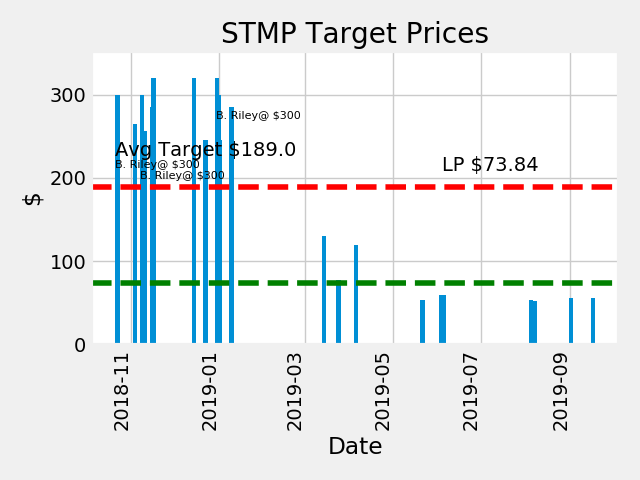 STMP Target Prices
$
300
200
100
0
B. Riley@ $300
Avg Target $189.0
B. Riley@ $300
B. Riley@ $300
LP $73.84
2018-11
2019-01
2019-03
2019-05
2019-07
2019-09
Date